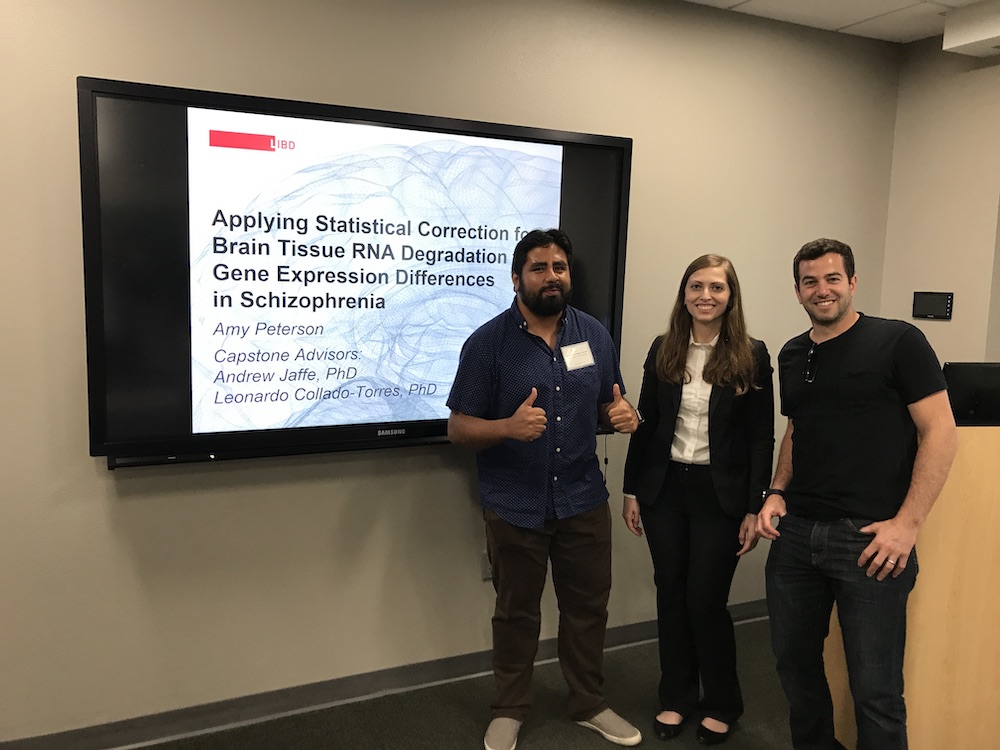 LIBD
Applying Statistical Correction fo
Brain Tissue RNA Degradation
Gene Expression Differences
in Schizophrenia
Amy Peterson
Capstone Advisors:
Andrew Jaffe, PhD
Leonardo Collado-Torres, PhD
SAMSUNG